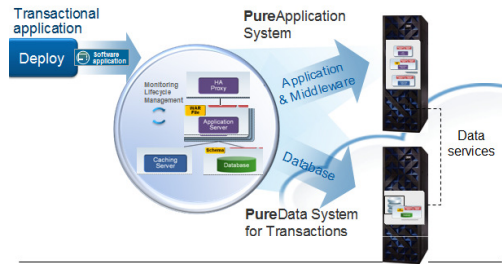 Transactional
application
Deploy
Software
application
Monitoring
Lifecycle
Management
HA
Proxy
WAR
File
Application
Server
Caching
Server
Schema
Database
PureApplication
System
Application
& Middleware
Database
PureData System
for Transactions
Data
services